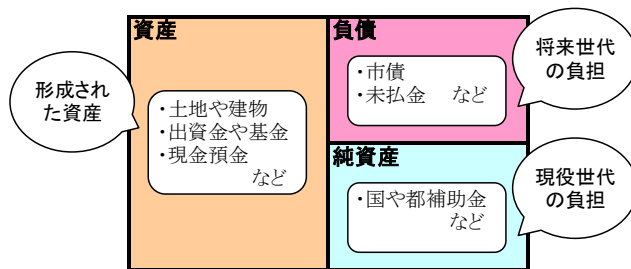 形成され
た資産
資産
・土地や建物
・出資金や基金
・現金預金
など
負債
・市債
・未払金　など
将来世代
の負担
純資産
・国や都補助金
など
現役世代
の負担